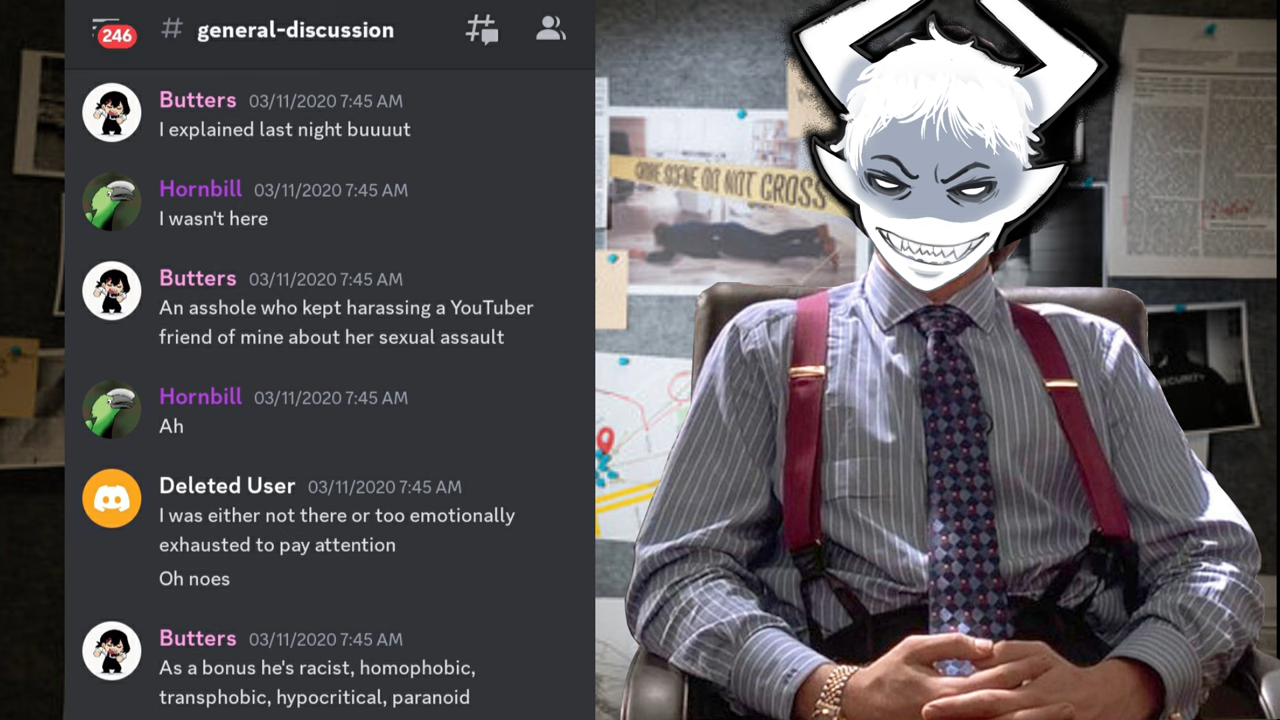 246
# general-discussion
Butters 03/11/2020 7:45 AM
I explained last night buuuut
Hornbill 03/11/2020 7:45 AM
I wasn't here
Butters 03/11/2020 7:45 AM
An asshole who kept harassing a YouTuber
friend of mine about her sexual assault
Hornbill 03/11/2020 7:45 AM
Ah
Deleted User 03/11/2020 7:45 AM
I was either not there or too emotionally
exhausted to pay attention
Oh noes
Butters 03/11/2020 7:45 AM
As a bonus he's racist, homophobic,
transphobic, hypocritical, paranoid
CRIME SCENE DO NOT CROSS
SECURITY